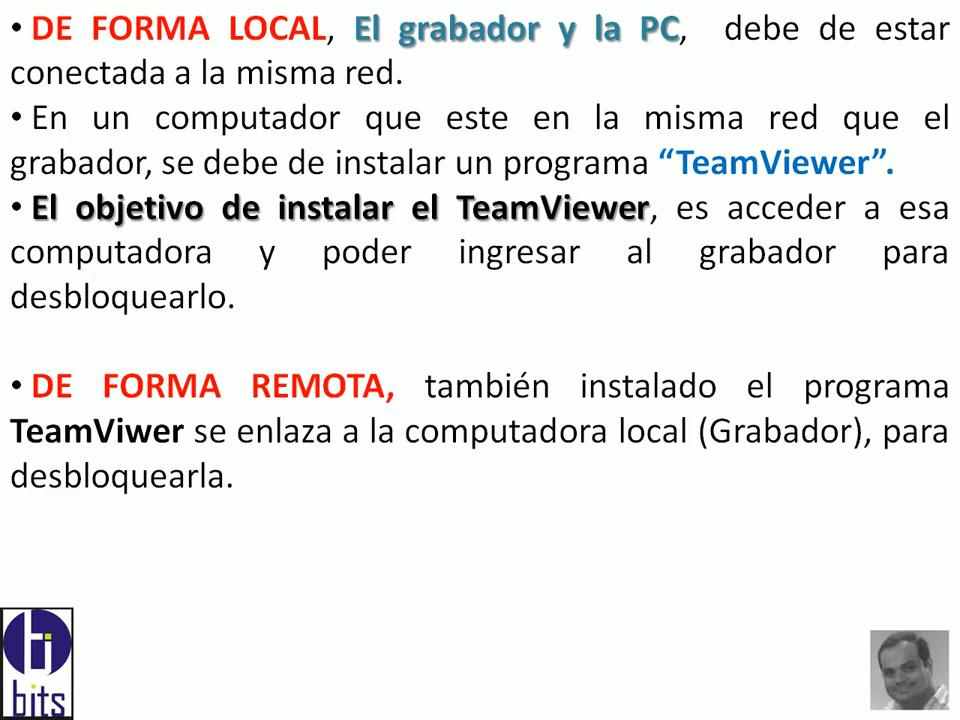 • DE FORMA LOCAL, El grabador y la PC, debe de estar
conectada a la misma red.
• En un computador que este en la misma red que el
grabador, se debe de instalar un programa “TeamViewer”.
• El objetivo de instalar el TeamViewer, es acceder a esa
computadora y poder ingresar al grabador para
desbloquearlo.
• DE FORMA REMOTA, también instalado el programa
TeamViwer se enlaza a la computadora local (Grabador), para
desbloquearla.
bits